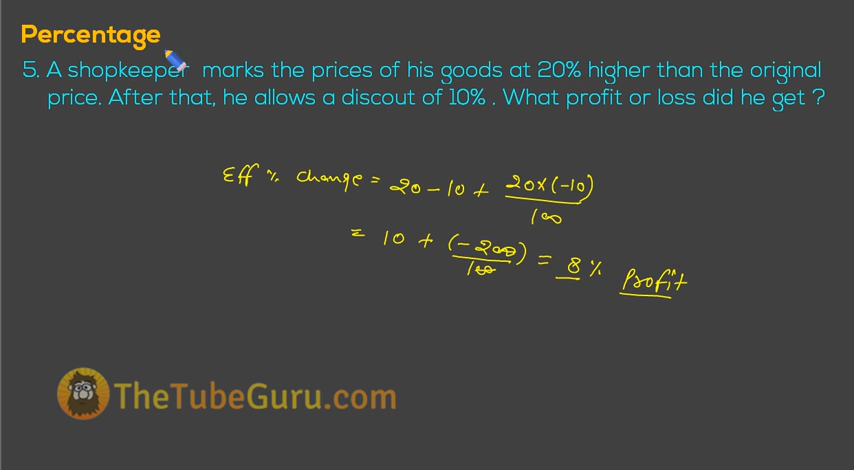 Percentage
5. A shopkeeper marks the prices of his goods at 20% higher than the original
price. After that, he allows a discout of 10% . What profit or loss did he get ?
Eff % change = 20 - 10 + 20×(-10)/100
= 10 + (-200/100) = 8 % Profit
TheTubeGuru.com